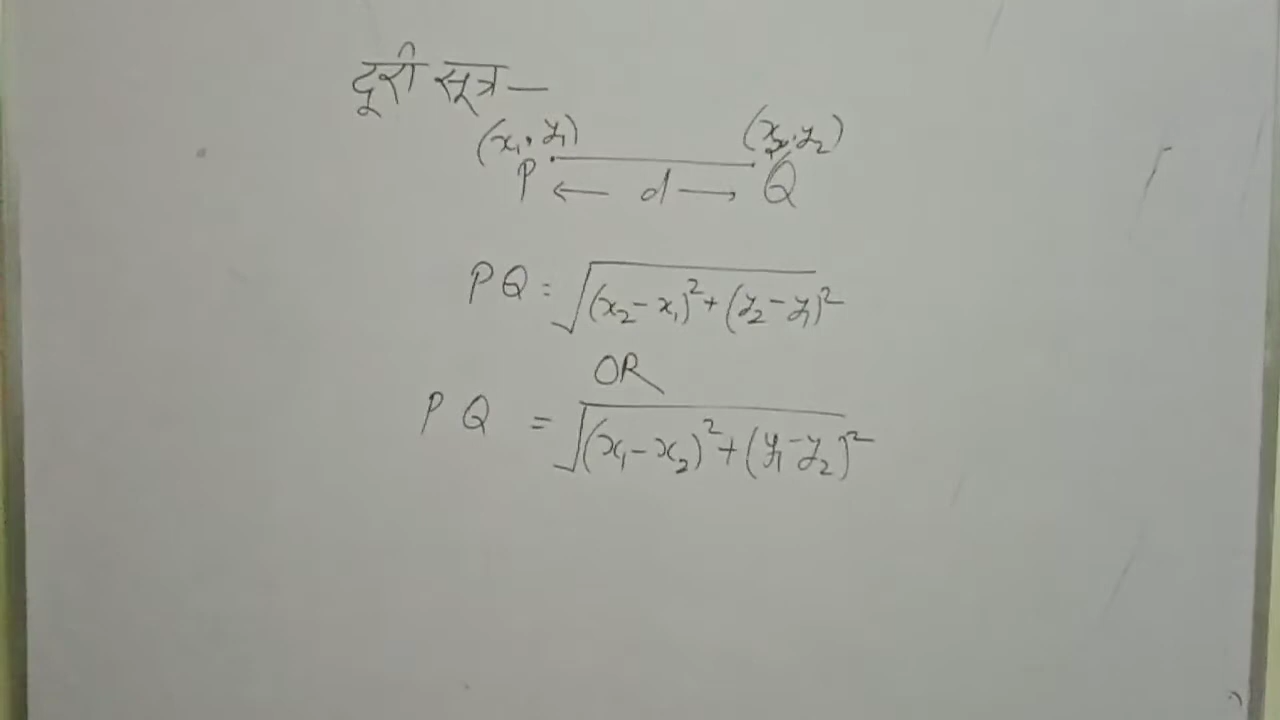 दूरी सूत्र—
(x₁, y₁) (x₂, y₂)
P ← d → Q
PQ = √(x₂ - x₁)² + (y₂ - y₁)²
OR
PQ = √(x₁ - x₂)² + (y₁ - y₂)²